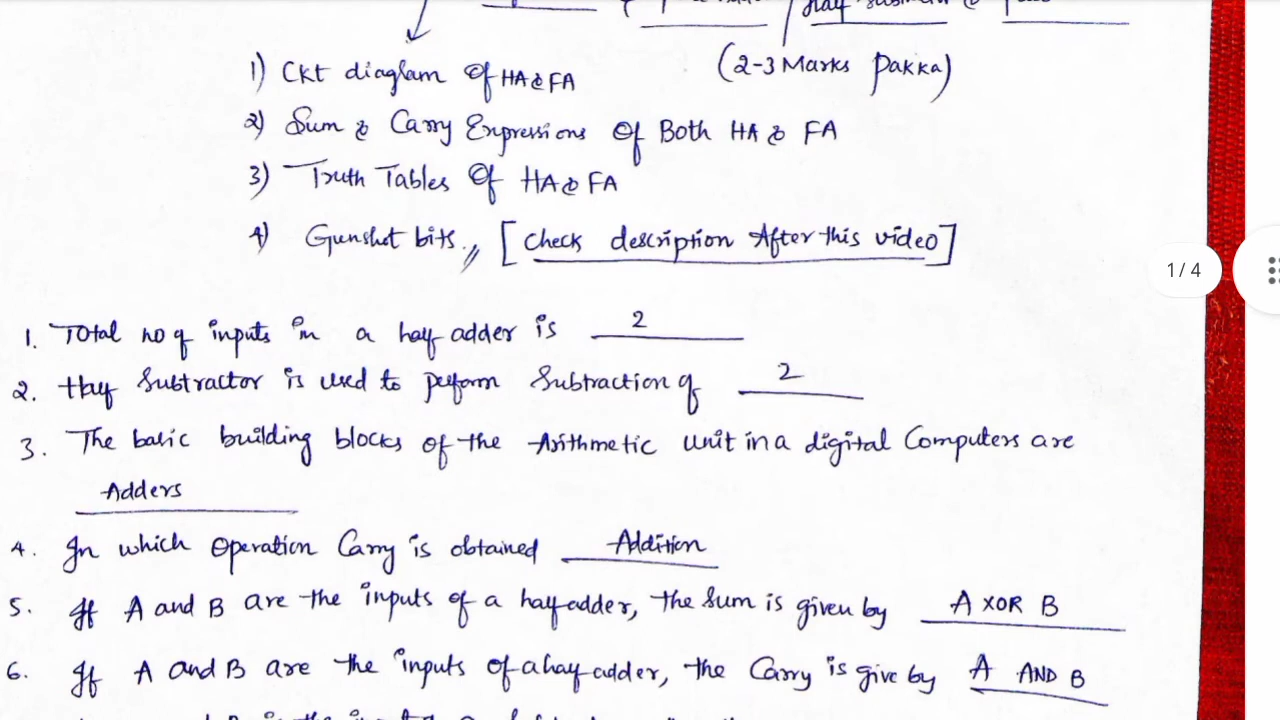 1) Ckt diagram Of HA & FA
(2-3 Marks pakka)
2) Sum & Carry Expressions Of Both HA & FA
3) Truth Tables Of HA & FA
4) Gunshot bits,, [Check description After this video]
1 / 4
1. Total no of inputs in a half adder is 2
2. Half Subtractor is used to perform Subtraction of 2
3. The basic building blocks of the Arithmetic unit in a digital Computers are
Adders
4. In which operation Carry is obtained Addition
5. If A and B are the inputs of a half adder, the Sum is given by A XOR B
6. If A and B are the inputs of a half adder, the Carry is give by A AND B